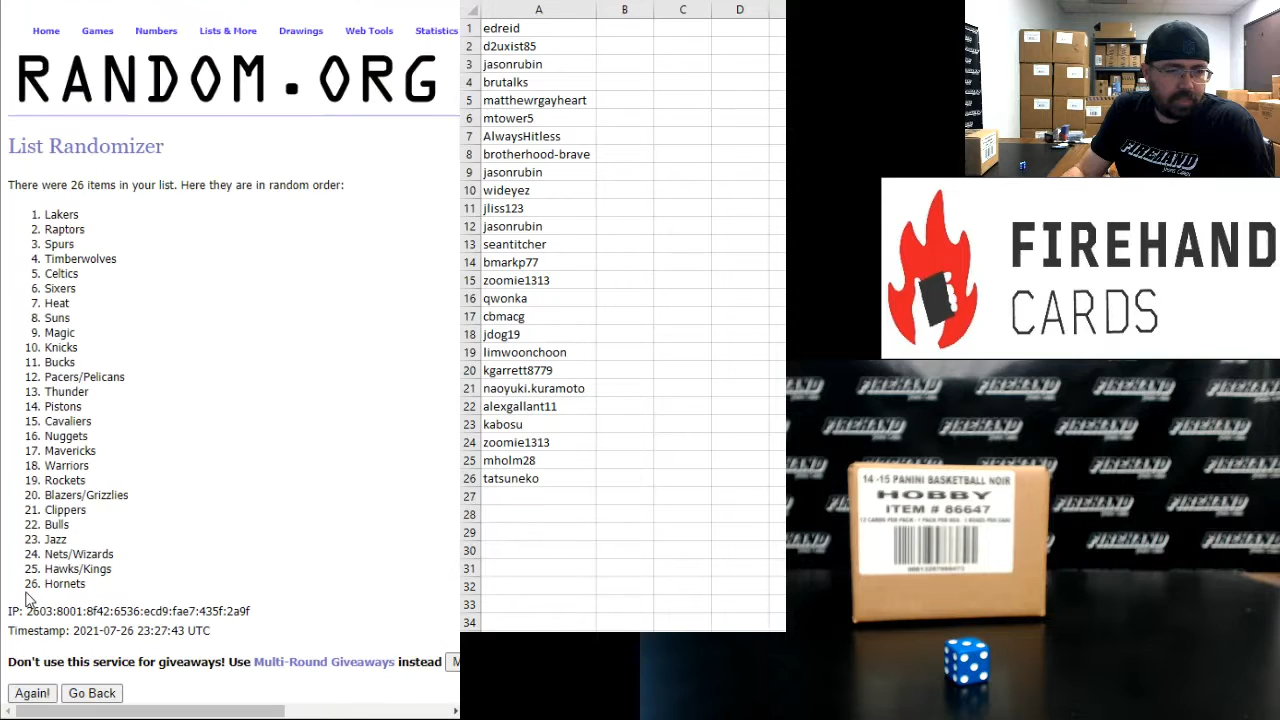 Home Games Numbers Lists & More Drawings Web Tools Statistics
RANDOM.ORG
List Randomizer
There were 26 items in your list. Here they are in random order:
1. Lakers
2. Raptors
3. Spurs
4. Timberwolves
5. Celtics
6. Sixers
7. Heat
8. Suns
9. Magic
10. Knicks
11. Bucks
12. Pacers/Pelicans
13. Thunder
14. Pistons
15. Cavaliers
16. Nuggets
17. Mavericks
18. Warriors
19. Rockets
20. Blazers/Grizzlies
21. Clippers
22. Bulls
23. Jazz
24. Nets/Wizards
25. Hawks/Kings
26. Hornets
IP: 2603:8001:8f42:6536:ecd9:fae7:435f:2a9f
Timestamp: 2021-07-26 23:27:43 UTC
Don't use this service for giveaways! Use Multi-Round Giveaways instead M
Again! Go Back
A B C D
1 edreid
2 d2uxist85
3 jasonrubin
4 brutalks
5 matthewrgayheart
6 mtower5
7 AlwaysHitless
8 brotherhood-brave
9 jasonrubin
10 wideyez
11 jliss123
12 jasonrubin
13 seantitcher
14 bmarkp77
15 zoomie1313
16 qwonka
17 cbmacg
18 jdog19
19 limwoonchoon
20 kgarrett8779
21 naoyuki.kuramoto
22 alexgallant11
23 kabosu
24 zoomie1313
25 mholm28
26 tatsuneko
27
28
29
30
31
32
33
34
FIREHAND
FIREHAND
CARDS
FIREHAND FIREHAND FIREHAND FIREHAND
14-15 PANINI BASKETBALL NOIR
HOBBY
ITEM # 86647